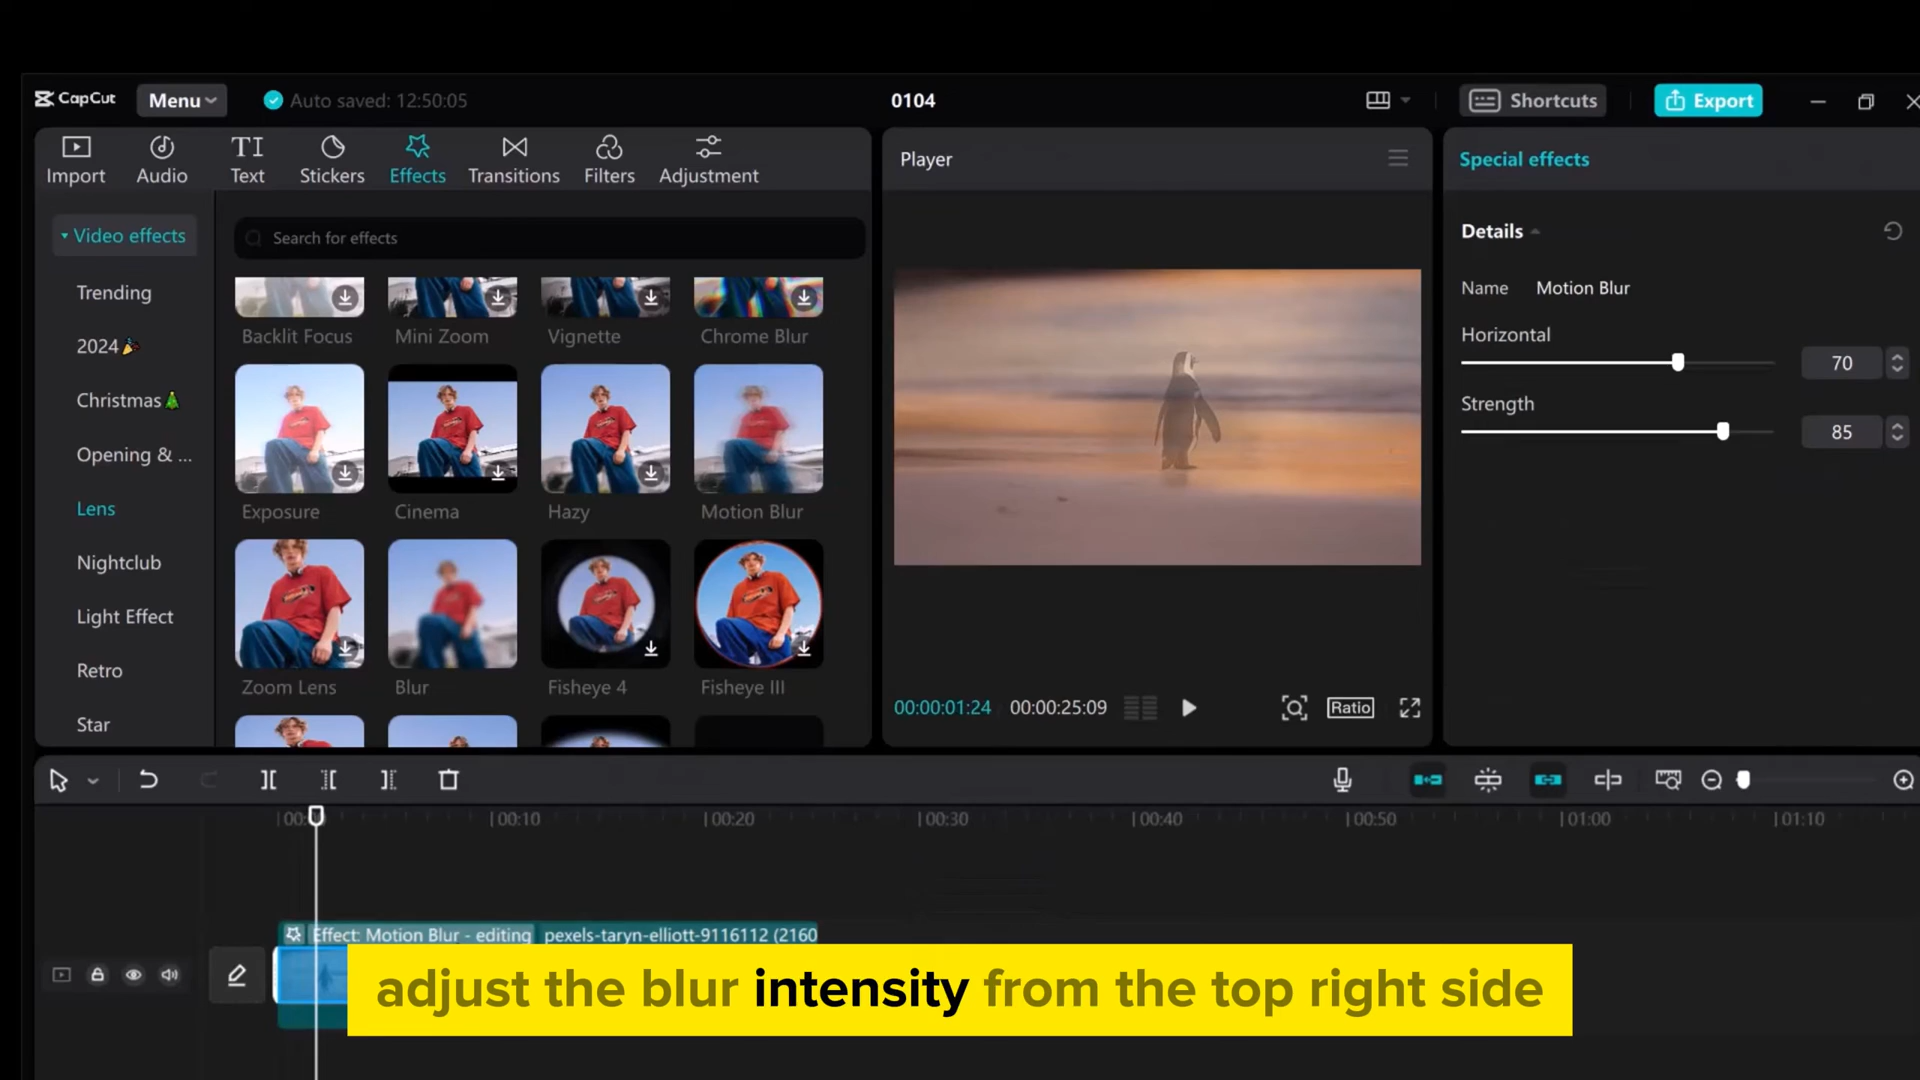 CapCut
Menu
Auto saved: 12:50:05
0104
Shortcuts
Export
Import
Audio
TI
Text
Stickers
Effects
Transitions
Filters
Adjustment
Player
Special effects
Video effects
Search for effects
Details
Trending
2024
Christmas
Opening & ...
Lens
Nightclub
Light Effect
Retro
Star
Backlit Focus
Mini Zoom
Vignette
Chrome Blur
Exposure
Cinema
Hazy
Motion Blur
Zoom Lens
Blur
Fisheye 4
Fisheye III
Name Motion Blur
Horizontal
70
Strength
85
00:00:01:24
00:00:25:09
Ratio
00:10
00:20
00:30
00:40
00:50
01:00
01:10
Effect: Motion Blur - editing
pexels-taryn-elliott-9116112 (2160
adjust the blur intensity from the top right side